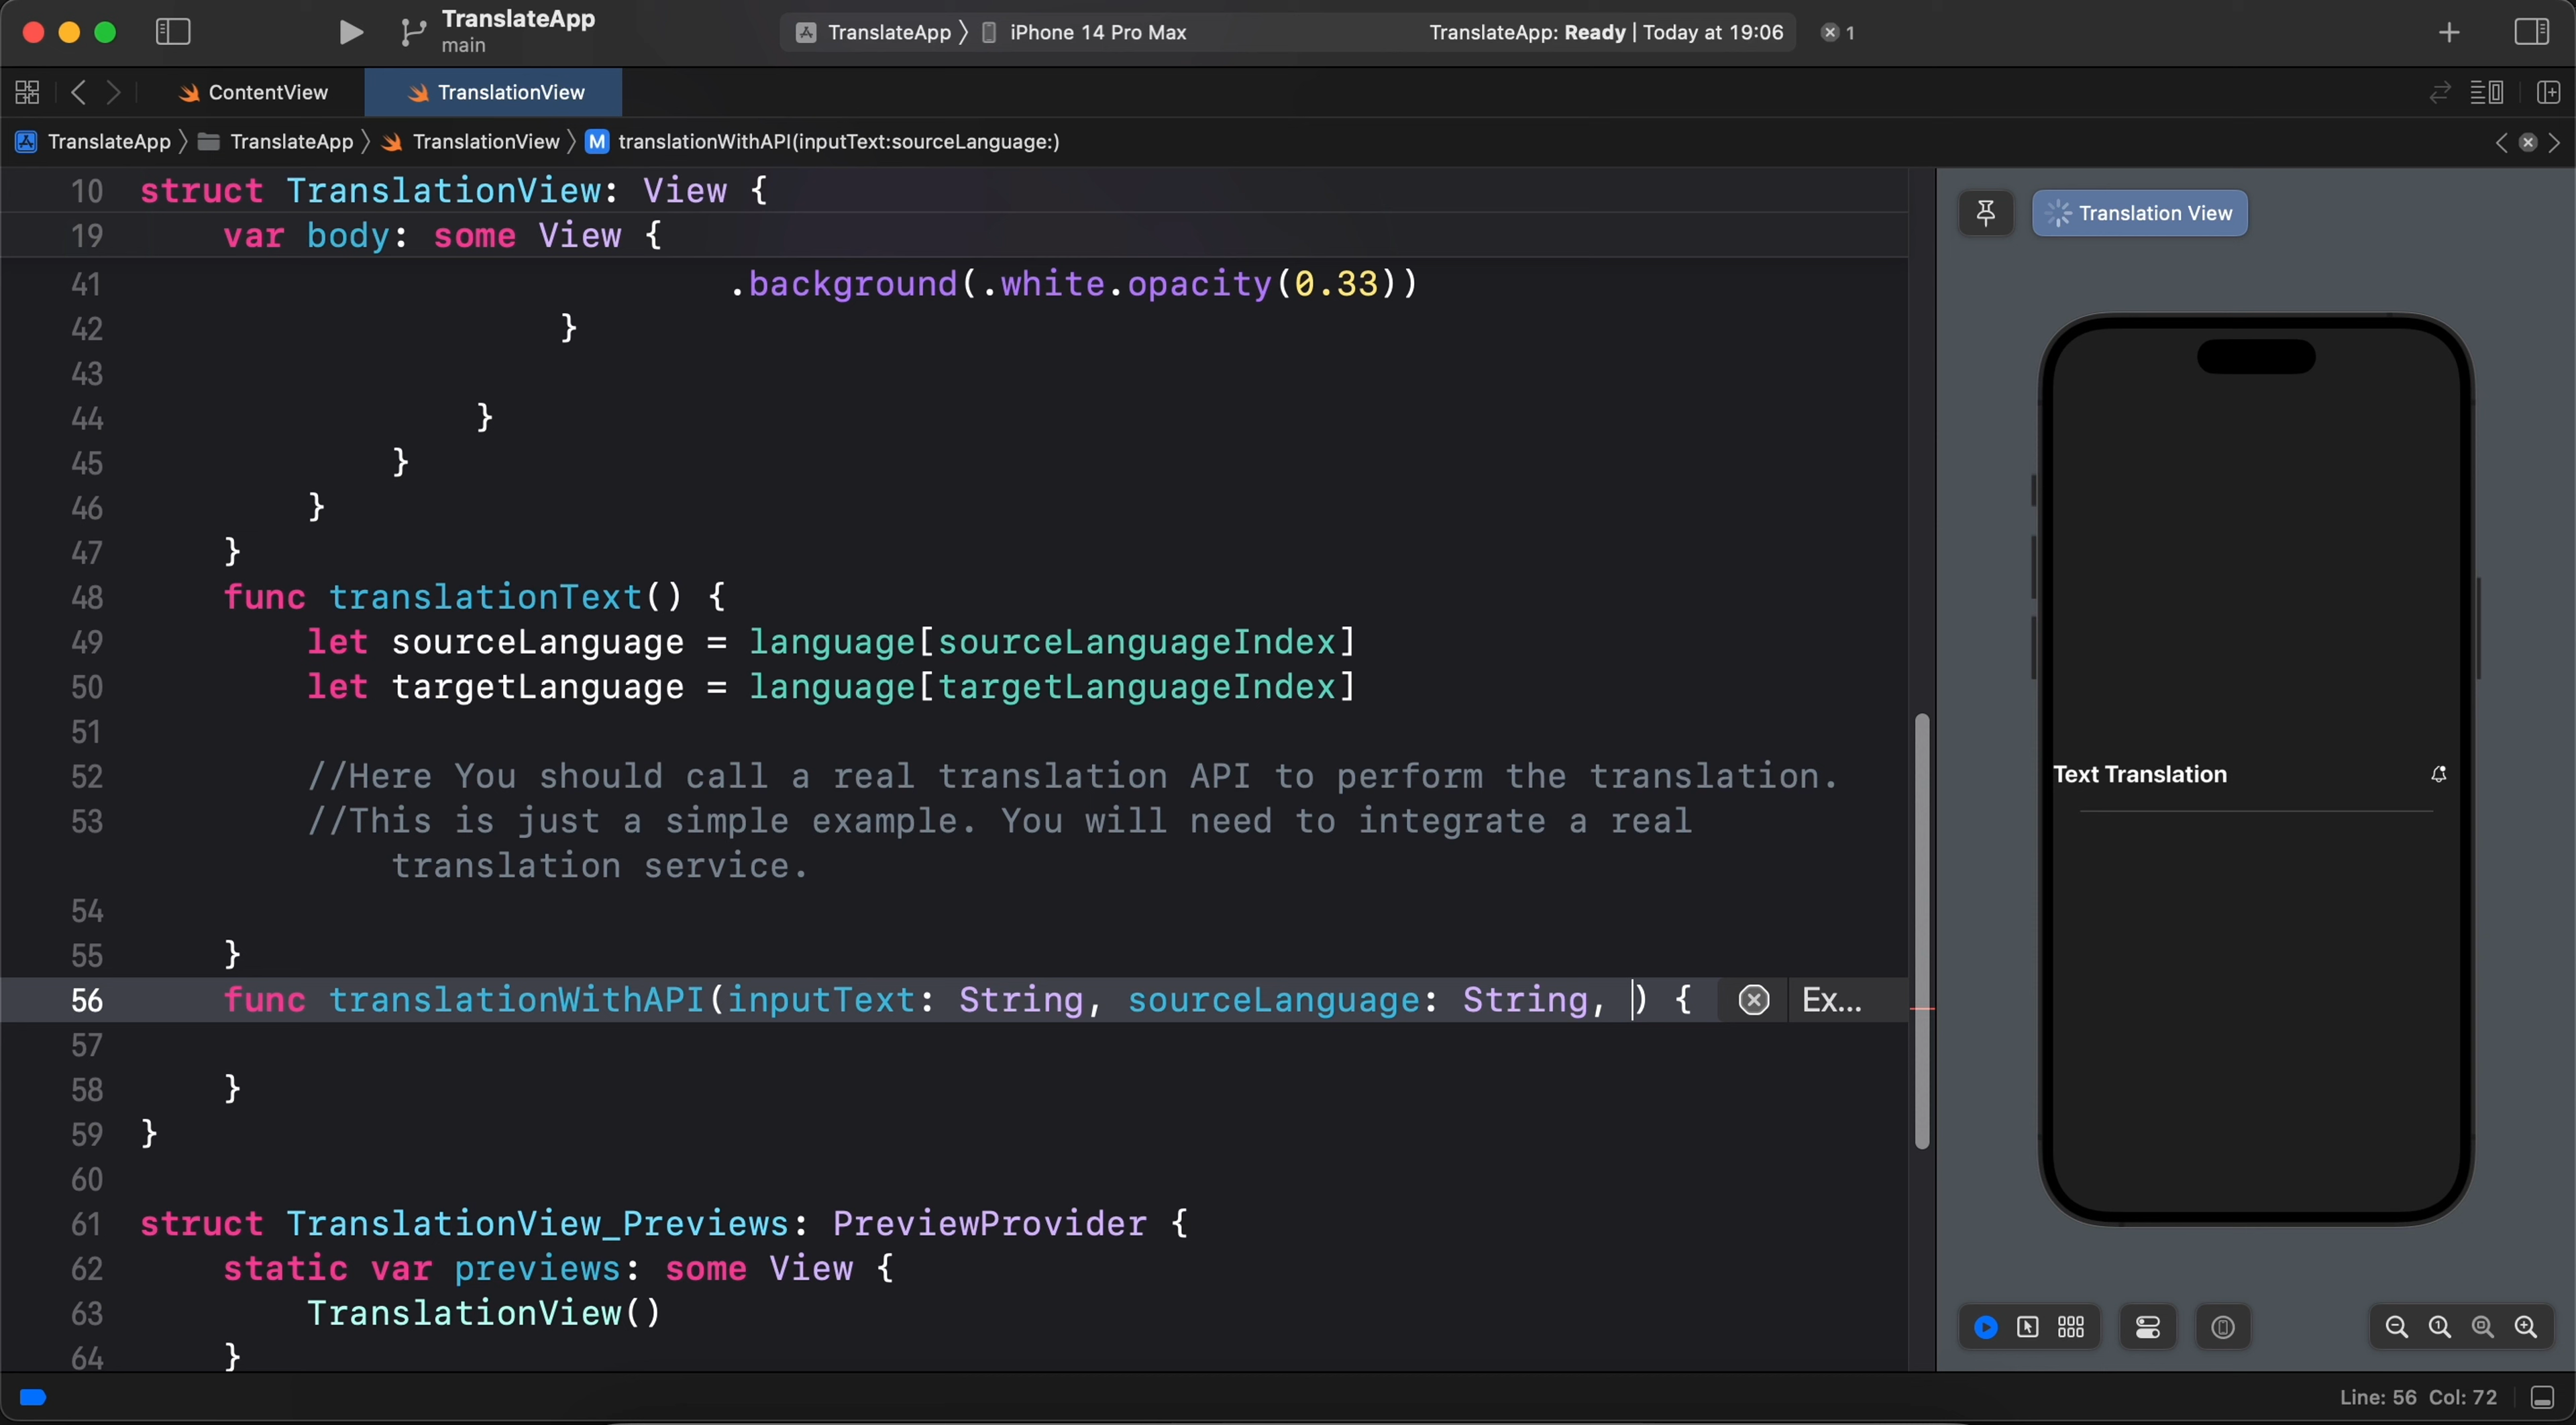 TranslateApp
main
TranslateApp 〉 iPhone 14 Pro Max
TranslateApp: Ready | Today at 19:06
1
ContentView
TranslationView
TranslateApp 〉 TranslateApp 〉 TranslationView 〉 M translationWithAPI(inputText:sourceLanguage:)
10 struct TranslationView: View {
19 var body: some View {
41 .background(.white.opacity(0.33))
42 }
43
44 }
45 }
46 }
47 }
48 func translationText() {
49 let sourceLanguage = language[sourceLanguageIndex]
50 let targetLanguage = language[targetLanguageIndex]
51
52 //Here You should call a real translation API to perform the translation.
53 //This is just a simple example. You will need to integrate a real
translation service.
54
55 }
56 func translationWithAPI(inputText: String, sourceLanguage: String, ) { Ex...
57
58 }
59 }
60
61 struct TranslationView_Previews: PreviewProvider {
62 static var previews: some View {
63 TranslationView()
64 }
Translation View
Text Translation
Line: 56 Col: 72